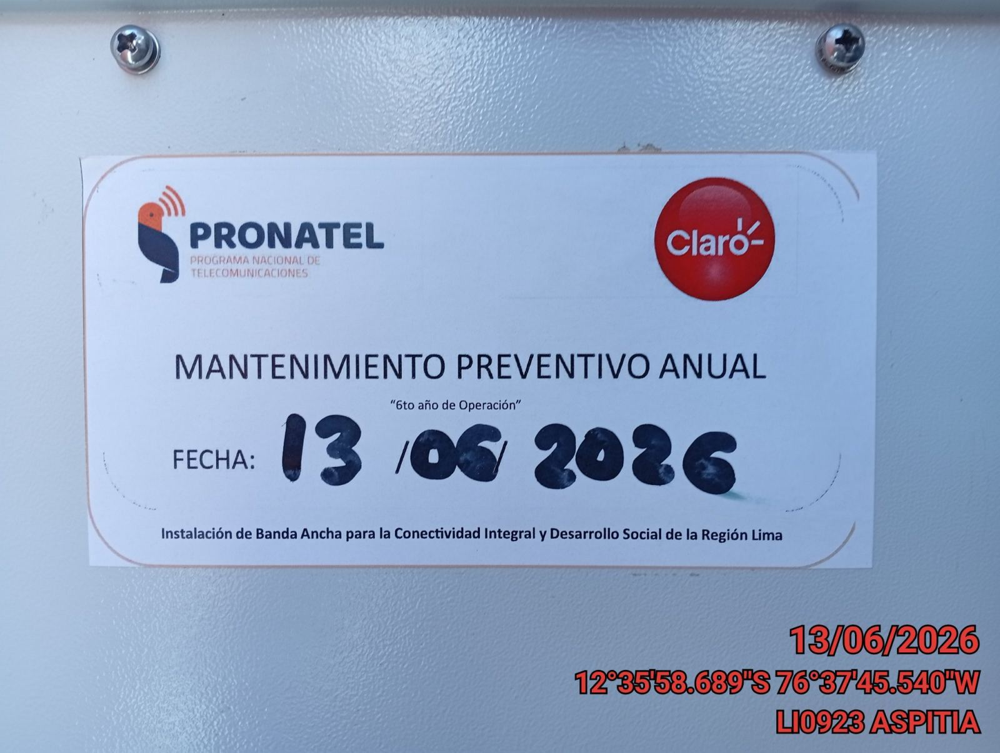 PRONATEL
PROGRAMA NACIONAL DE
TELECOMUNICACIONES
Claro
MANTENIMIENTO PREVENTIVO ANUAL
“6to año de Operación”
FECHA: 13 /06/ 2026
Instalación de Banda Ancha para la Conectividad Integral y Desarrollo Social de la Región Lima
13/06/2026
12°35'58.689"S 76°37'45.540"W
LI0923 ASPITIA